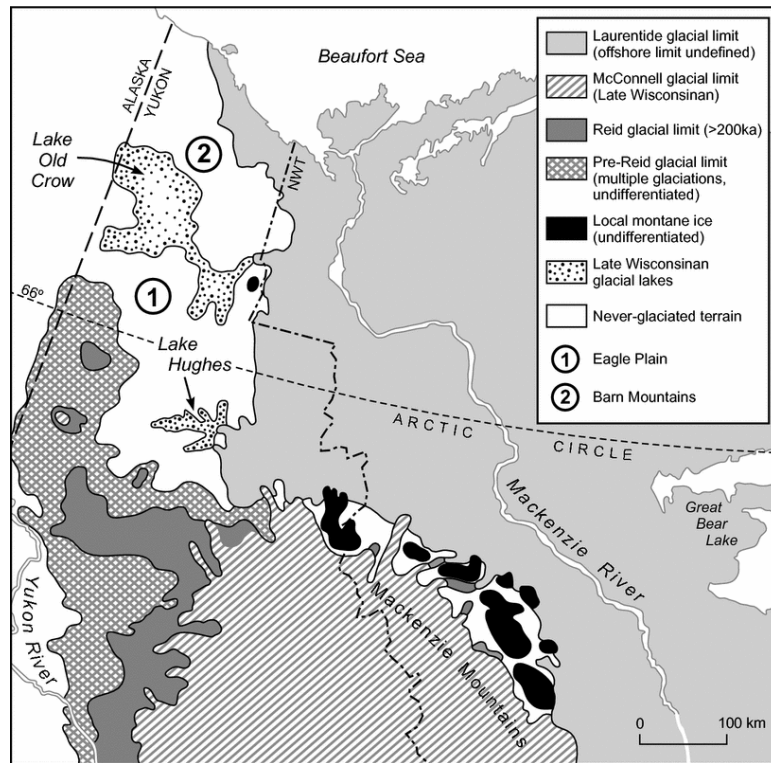 Beaufort Sea
ALASKA
YUKON
Lake
Old
Crow
2
NWT
1
66º
Lake
Hughes
ARCTIC
CIRCLE
Mackenzie River
Great
Bear
Lake
Yukon River
Mackenzie Mountains
0 100 km
Laurentide glacial limit
(offshore limit undefined)
McConnell glacial limit
(Late Wisconsinan)
Reid glacial limit (>200ka)
Pre-Reid glacial limit
(multiple glaciations,
undifferentiated)
Local montane ice
(undifferentiated)
Late Wisconsinan
glacial lakes
Never-glaciated terrain
1 Eagle Plain
2 Barn Mountains